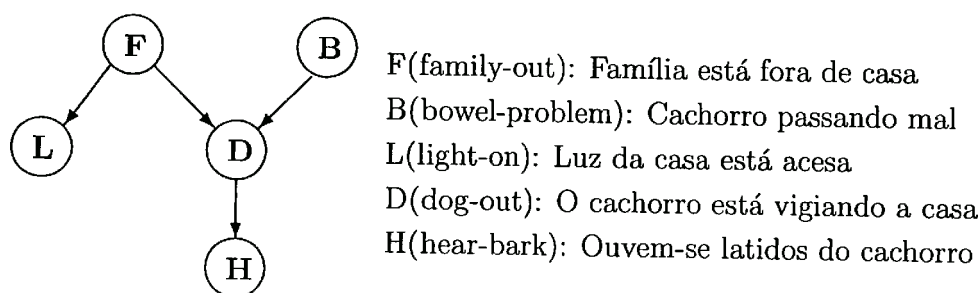 F
B
L
D
H
F(family-out): Família está fora de casa
B(bowel-problem): Cachorro passando mal
L(light-on): Luz da casa está acesa
D(dog-out): O cachorro está vigiando a casa
H(hear-bark): Ouvem-se latidos do cachorro